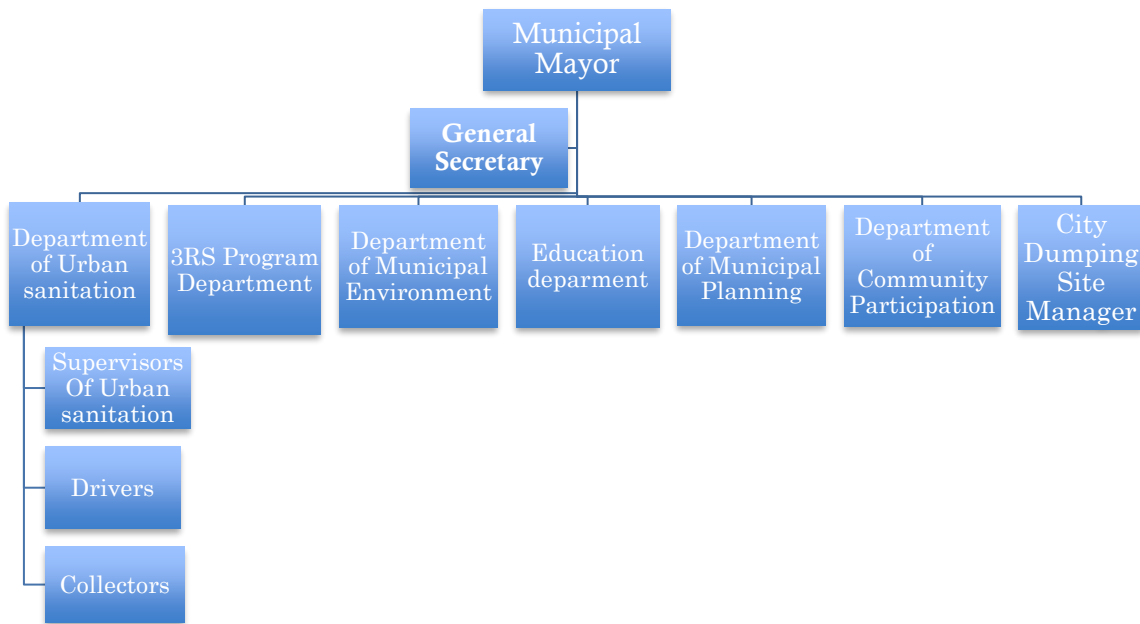 Municipal
Mayor
General
Secretary
Department
of Urban
sanitation
3RS Program
Department
Department
of Municipal
Environment
Education
deparment
Department
of Municipal
Planning
Department
of
Community
Participation
City
Dumping
Site
Manager
Supervisors
Of Urban
sanitation
Drivers
Collectors